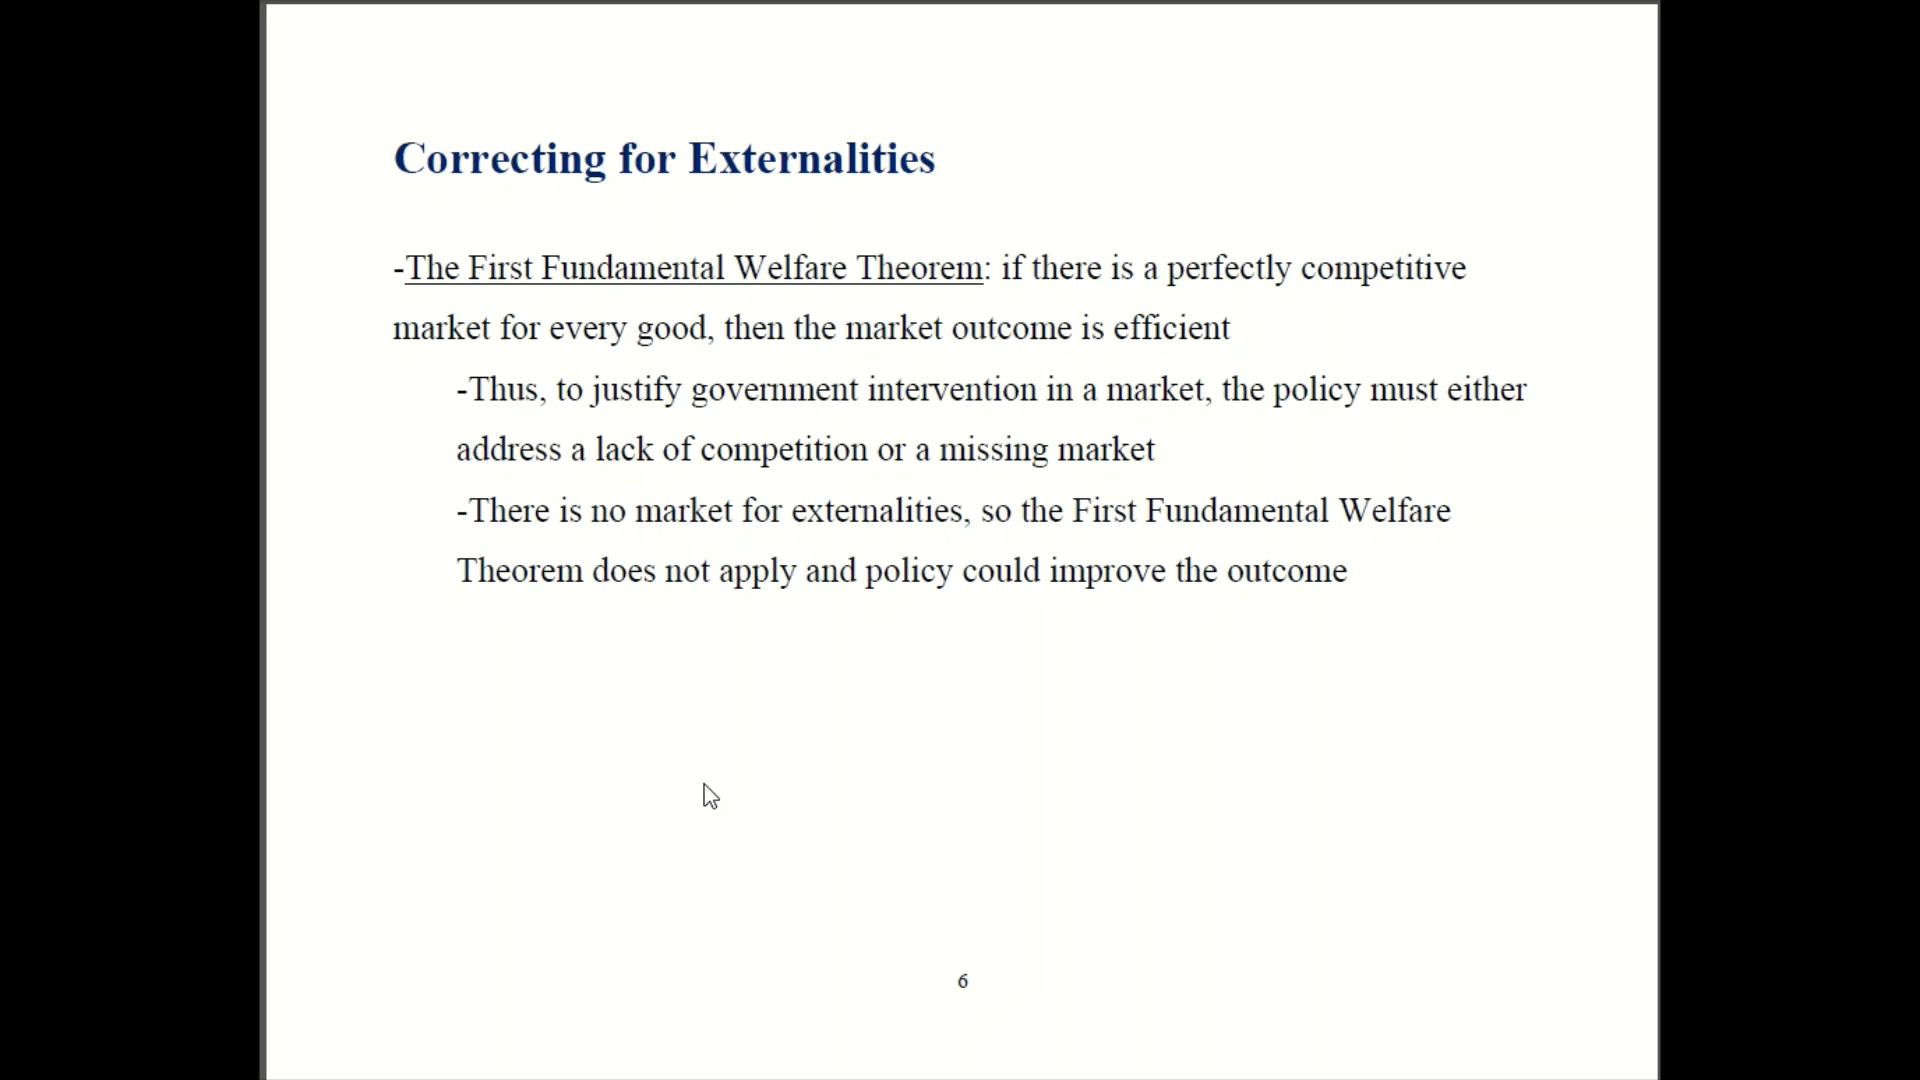 Correcting for Externalities
-The First Fundamental Welfare Theorem: if there is a perfectly competitive
market for every good, then the market outcome is efficient
-Thus, to justify government intervention in a market, the policy must either
address a lack of competition or a missing market
-There is no market for externalities, so the First Fundamental Welfare
Theorem does not apply and policy could improve the outcome
6